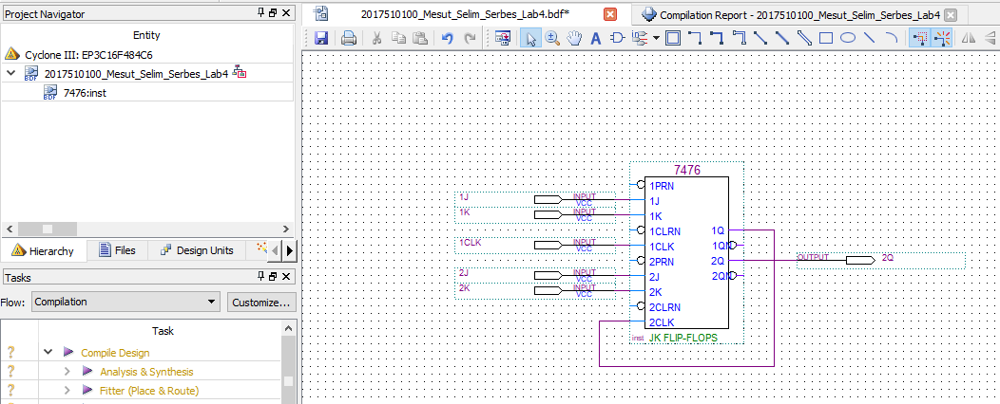 Project Navigator
Entity
Cyclone III: EP3C16F484C6
2017510100_Mesut_Selim_Serbes_Lab4
BDF
7476:inst
BDF
Hierarchy
Files
Design Units
Tasks
Flow:
Compilation
Customize...
Task
Compile Design
Analysis & Synthesis
Fitter (Place & Route)
2017510100_Mesut_Selim_Serbes_Lab4.bdf*
Compilation Report - 2017510100_Mesut_Selim_Serbes_Lab4
7476
1PRN
1J
INPUT
VCC
1J
1K
INPUT
VCC
1K
1CLRN
1Q
1CLK
INPUT
VCC
1CLK
1QN
2PRN
2Q
OUTPUT
2Q
2J
INPUT
VCC
2J
2QN
2K
INPUT
VCC
2K
2CLRN
2CLK
inst
JK FLIP-FLOPS